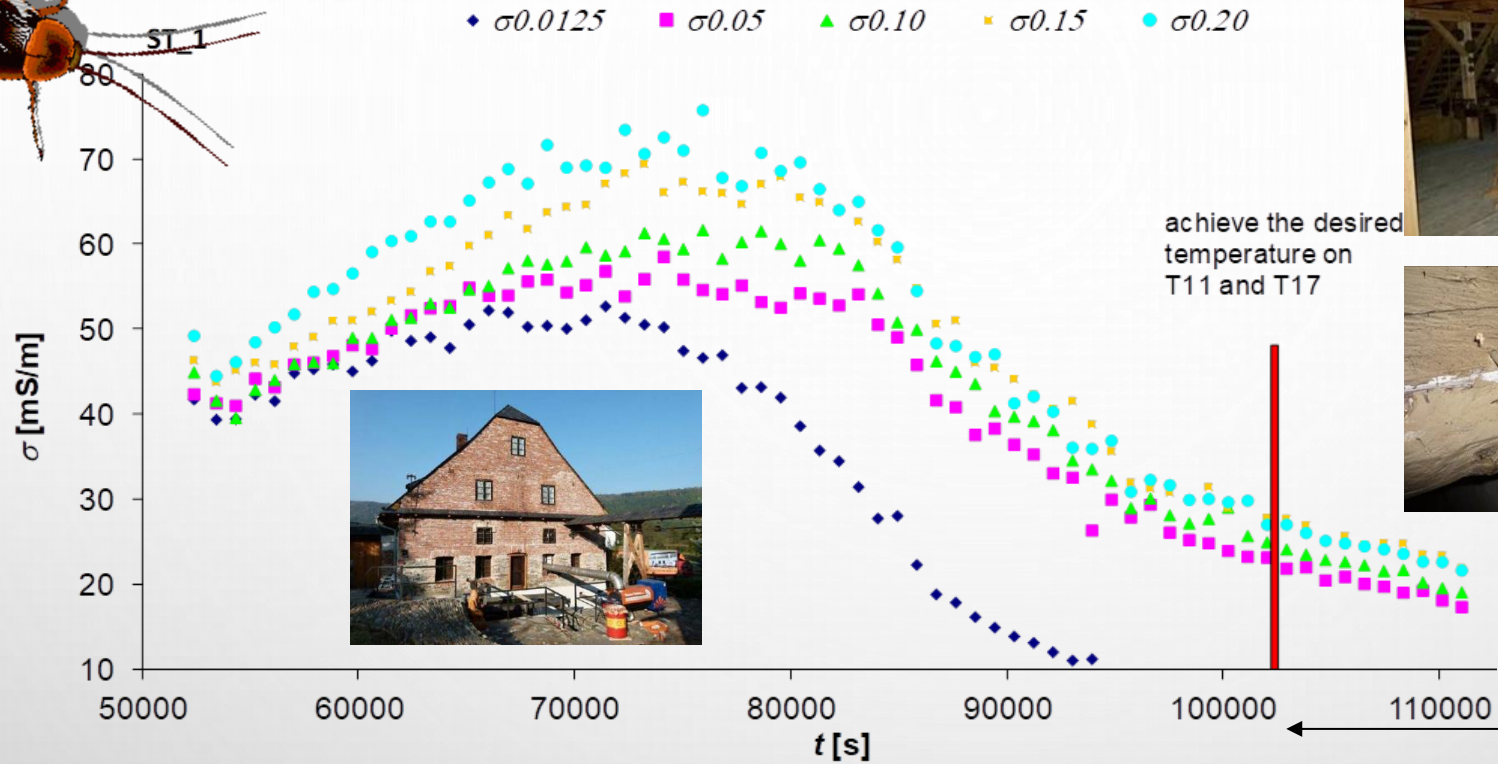 σ0.0125 σ0.05 σ0.10 σ0.15 σ0.20
ST_1
80
70
60
50
40
30
20
10
σ [mS/m]
achieve the desired
temperature on
T11 and T17
50000 60000 70000 80000 90000 100000 110000
t [s]